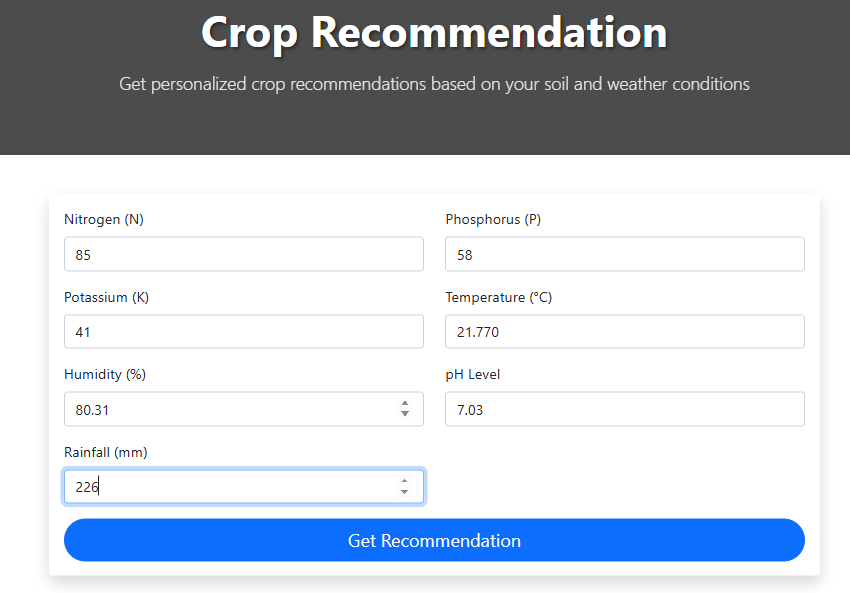 Crop Recommendation
Get personalized crop recommendations based on your soil and weather conditions
Nitrogen (N)
Phosphorus (P)
85
58
Potassium (K)
Temperature (°C)
41
21.770
Humidity (%)
pH Level
80.31
7.03
Rainfall (mm)
226
Get Recommendation